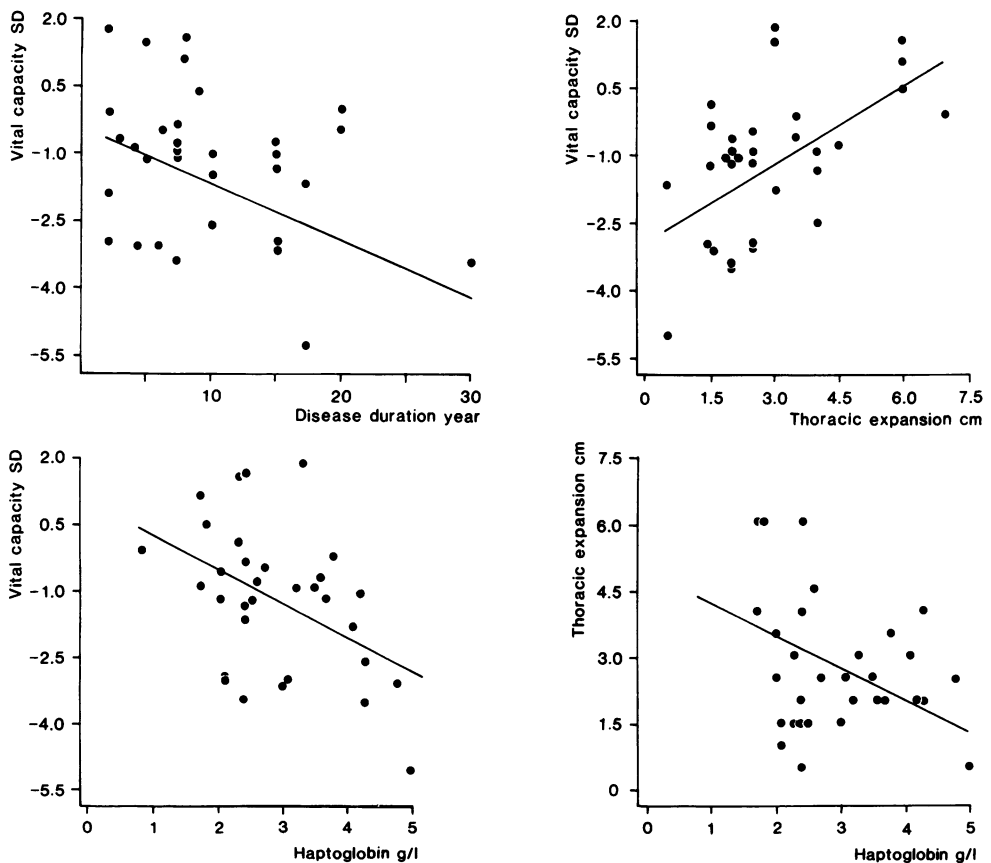 Vital capacity SD
2.0
0.5
-1.0
-2.5
-4.0
-5.5
10 20 30
Disease duration year
Vital capacity SD
2.0
0.5
-1.0
-2.5
-4.0
-5.5
0 1.5 3.0 4.5 6.0 7.5
Thoracic expansion cm
Vital capacity SD
2.0
0.5
-1.0
-2.5
-4.0
-5.5
0 1 2 3 4 5
Haptoglobin g/l
Thoracic expansion cm
7.5
6.0
4.5
3.0
1.5
0
0 1 2 3 4 5
Haptoglobin g/l